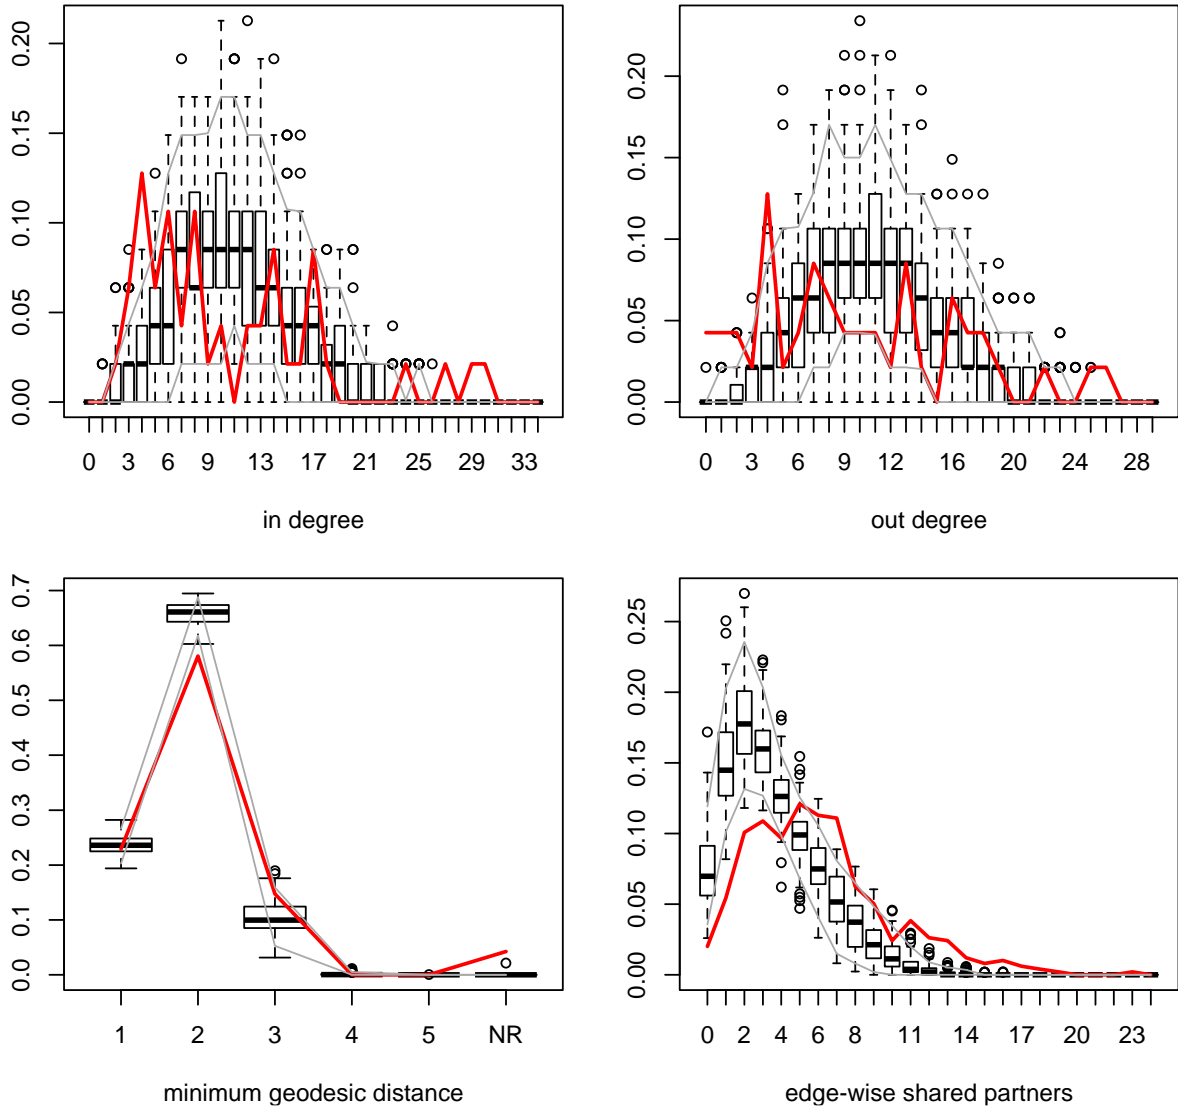 0.00 0.05 0.10 0.15 0.20
0 3 6 9 13 17 21 25 29 33
in degree
0.00 0.05 0.10 0.15 0.20
0 3 6 9 12 16 20 24 28
out degree
0.0 0.1 0.2 0.3 0.4 0.5 0.6 0.7
1 2 3 4 5 NR
minimum geodesic distance
0.00 0.05 0.10 0.15 0.20 0.25
0 2 4 6 8 11 14 17 20 23
edge-wise shared partners